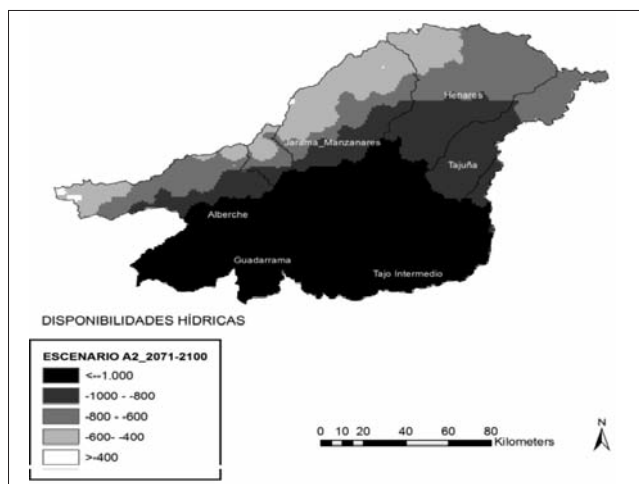 Henares
Jarama_Manzanares
Tajuña
Alberche
Guadarrama
Tajo Intermedio
DISPONIBILIDADES HÍDRICAS
ESCENARIO A2_2071-2100
<--1.000
-1000 - -800
-800 - -600
-600- -400
>-400
N
0 10 20 40 60 80
Kilometers